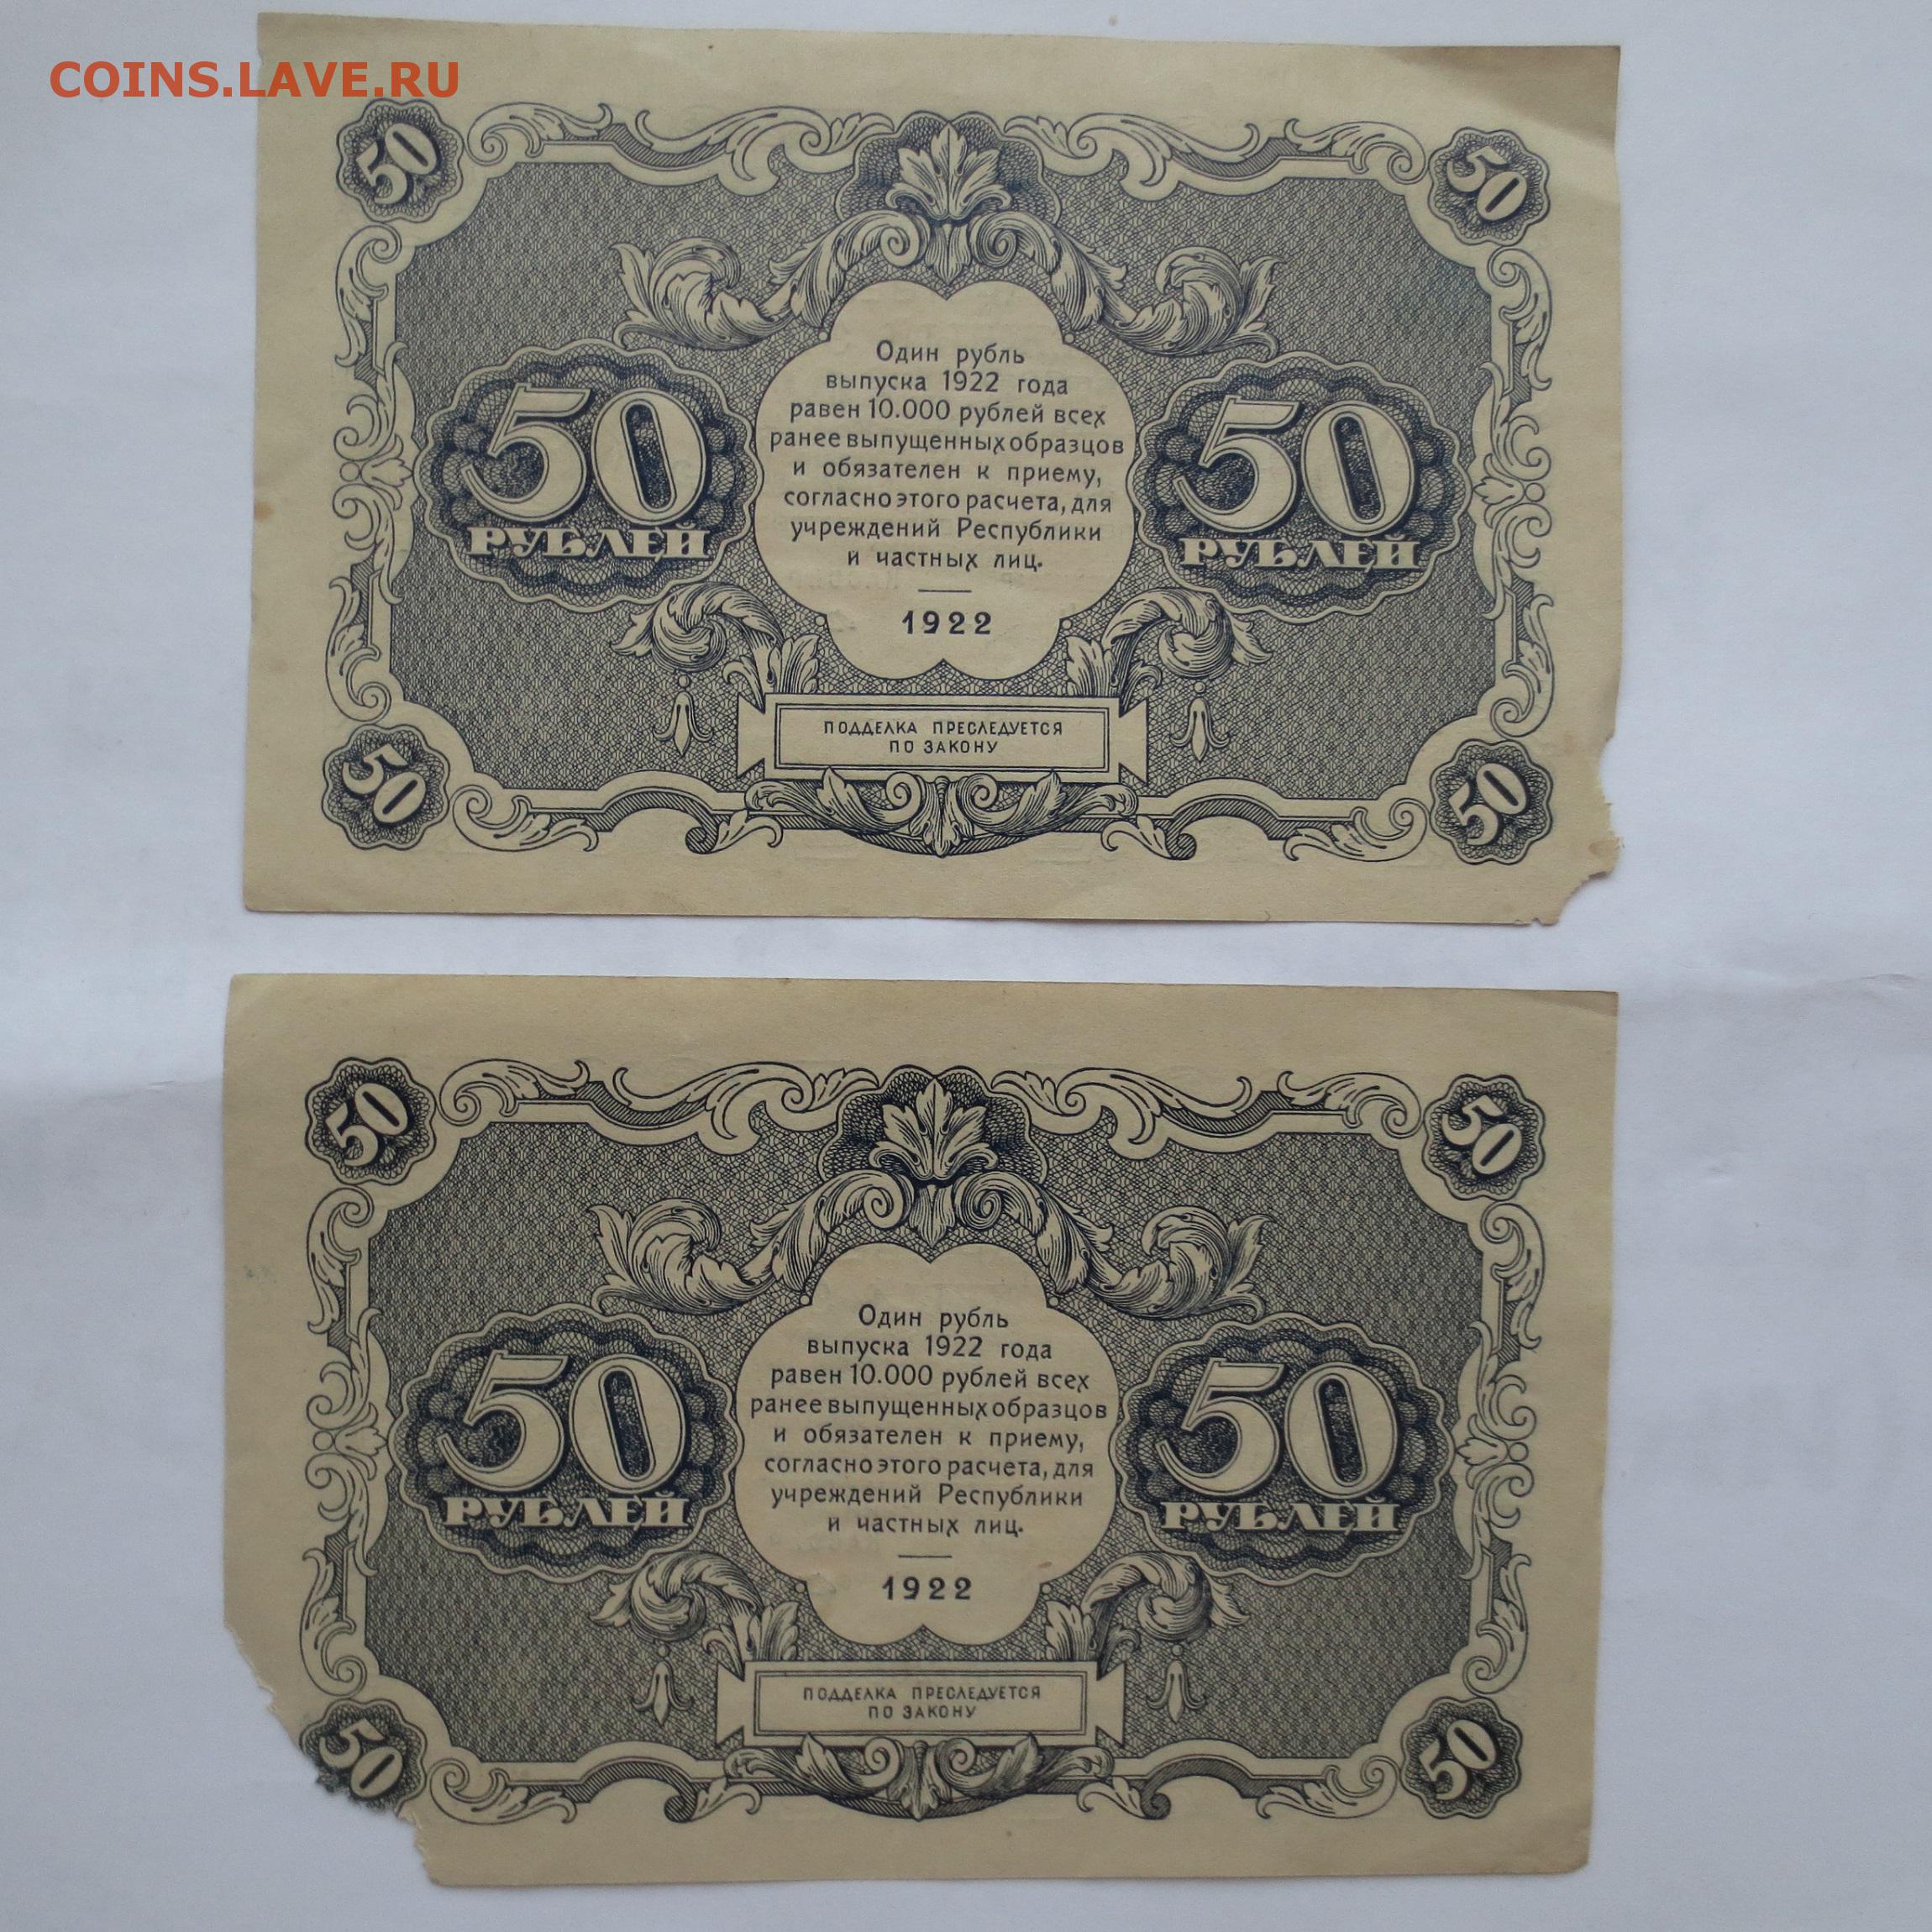 COINS.LAVE.RU
50
50
Один рубль
выпуска 1922 года
равен 10.000 рублей всех
ранее выпущенных образцов
и обязателен к приему,
согласно этого расчета, для
учреждений Республики
и частных лиц.
1922
50
РУБЛЕЙ
50
РУБЛЕЙ
ПОДДЕЛКА ПРЕСЛЕДУЕТСЯ
ПО ЗАКОНУ
50
50
50
50
Один рубль
выпуска 1922 года
равен 10.000 рублей всех
ранее выпущенных образцов
и обязателен к приему,
согласно этого расчета, для
учреждений Республики
и частных лиц.
1922
50
РУБЛЕЙ
50
РУБЛЕЙ
ПОДДЕЛКА ПРЕСЛЕДУЕТСЯ
ПО ЗАКОНУ
50
50